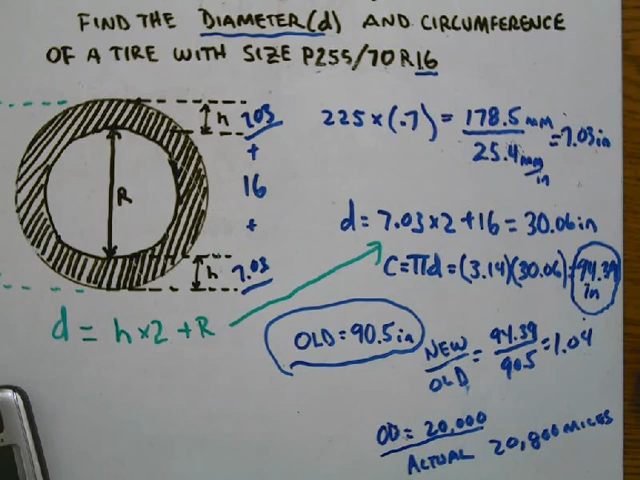 FIND THE DIAMETER(d) AND CIRCUMFERENCE
OF A TIRE WITH SIZE P255/70R16
h
7.03
+
16
+
7.03
h
R
225 × (.7) = 178.5 mm / 25.4 mm/in = 7.03 in
d = 7.03 × 2 + 16 = 30.06 in
C = πd = (3.14)(30.06) = 94.39 in
d = h × 2 + R
OLD = 90.5 in
NEW / OLD = 94.39 / 90.5 = 1.04
OD = 20,000
ACTUAL 20,800 MILES